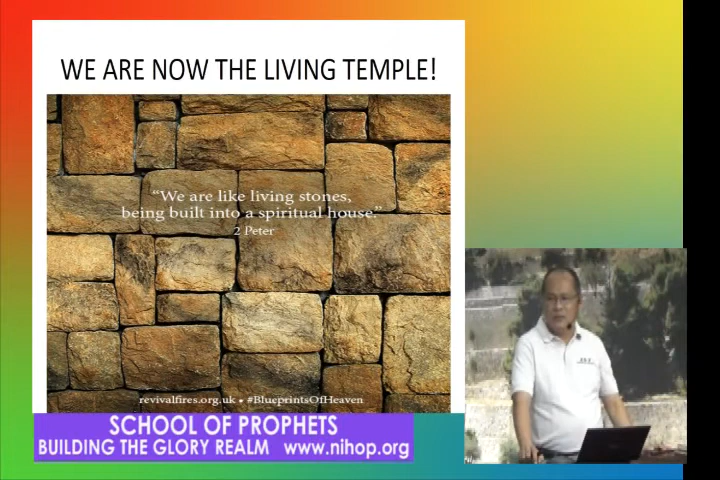 WE ARE NOW THE LIVING TEMPLE!
“We are like living stones,
being built into a spiritual house.”
2 Peter
revivalfires.org.uk • #BlueprintsOfHeaven
SCHOOL OF PROPHETS
BUILDING THE GLORY REALM www.nihop.org